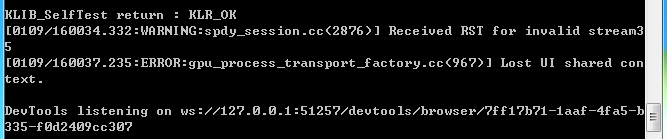 KLIB_SelfTest return : KLR_OK
[0109/160034.332:WARNING:spdy_session.cc(2876)] Received RST for invalid stream3
5
[0109/160037.235:ERROR:gpu_process_transport_factory.cc(967)] Lost UI shared con
text.
DevTools listening on ws://127.0.0.1:51257/devtools/browser/7ff17b71-1aaf-4fa5-b
335-f0d2409cc307